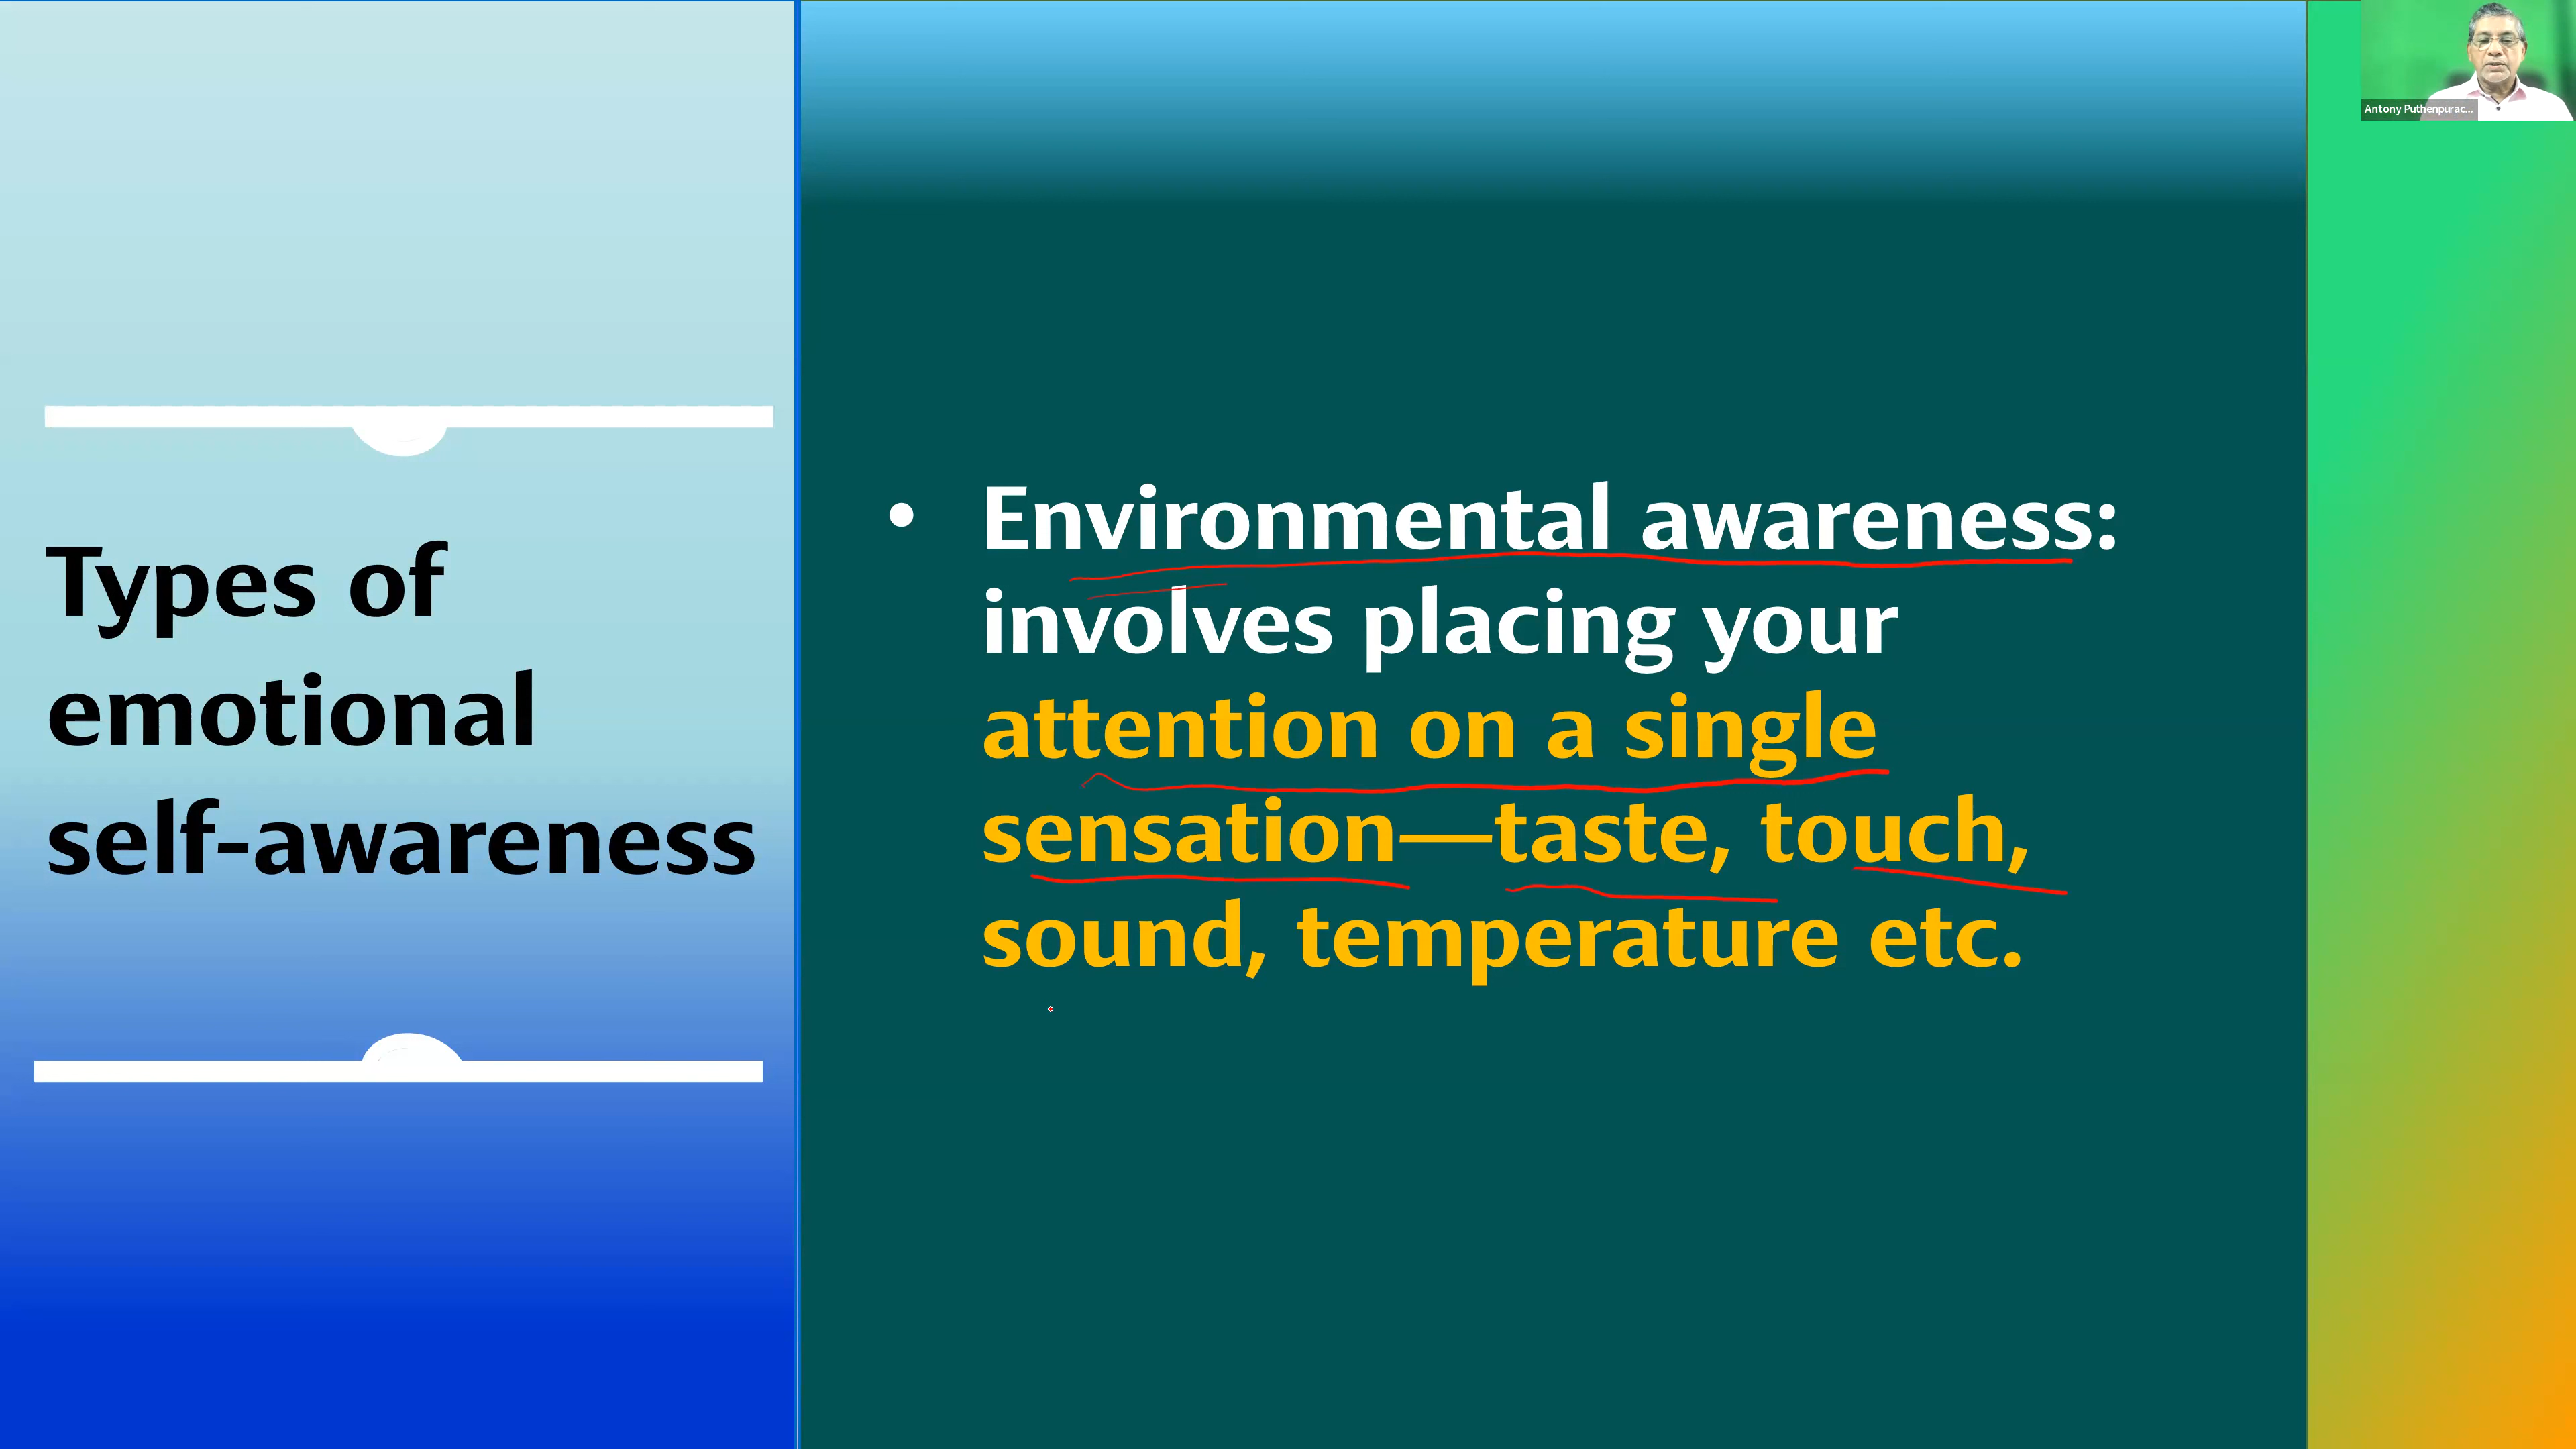 Types of
emotional
self-awareness
• Environmental awareness:
involves placing your
attention on a single
sensation—taste, touch,
sound, temperature etc.
Antony Puthenpurac...